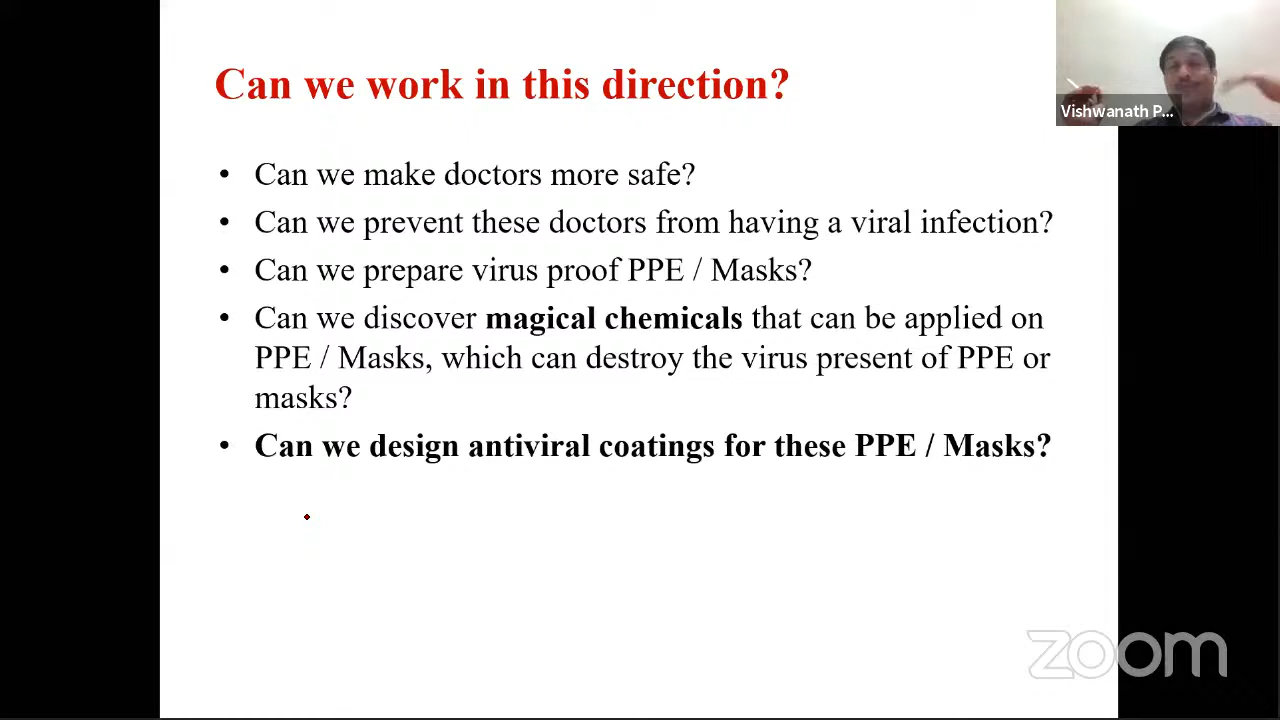 Can we work in this direction?
Vishwanath P...
• Can we make doctors more safe?
• Can we prevent these doctors from having a viral infection?
• Can we prepare virus proof PPE / Masks?
• Can we discover magical chemicals that can be applied on
PPE / Masks, which can destroy the virus present of PPE or
masks?
• Can we design antiviral coatings for these PPE / Masks?
zoom